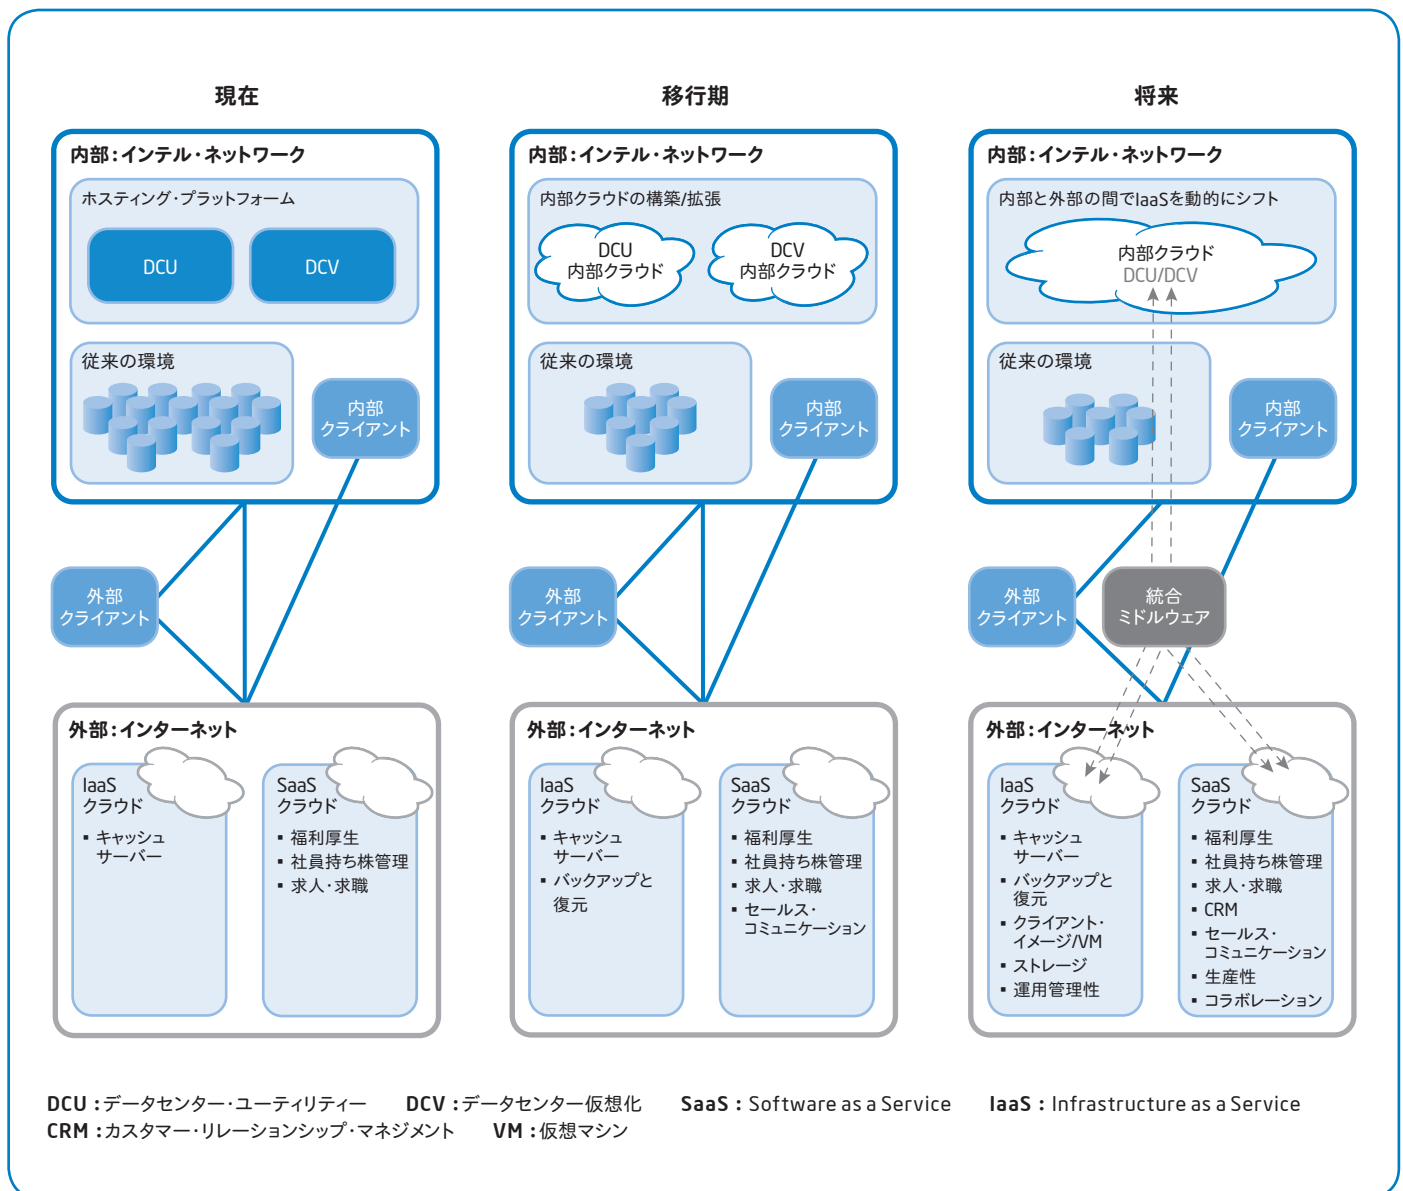 現在
内部：インテル・ネットワーク
ホスティング・プラットフォーム
DCU
DCV
従来の環境
内部
クライアント
外部
クライアント
外部：インターネット
IaaS
クラウド
▪ キャッシュ
サーバー
SaaS
クラウド
▪ 福利厚生
▪ 社員持ち株管理
▪ 求人・求職
移行期
内部：インテル・ネットワーク
内部クラウドの構築/拡張
DCU
内部クラウド
DCV
内部クラウド
従来の環境
内部
クライアント
外部
クライアント
外部：インターネット
IaaS
クラウド
▪ キャッシュ
サーバー
▪ バックアップと
復元
SaaS
クラウド
▪ 福利厚生
▪ 社員持ち株管理
▪ 求人・求職
▪ セールス・
コミュニケーション
将来
内部：インテル・ネットワーク
内部と外部の間でIaaSを動的にシフト
内部クラウド
DCU/DCV
従来の環境
内部
クライアント
外部
クライアント
統合
ミドルウェア
外部：インターネット
IaaS
クラウド
▪ キャッシュ
サーバー
▪ バックアップと
復元
▪ クライアント・
イメージ/VM
▪ ストレージ
▪ 運用管理性
SaaS
クラウド
▪ 福利厚生
▪ 社員持ち株管理
▪ 求人・求職
▪ CRM
▪ セールス・
コミュニケーション
▪ 生産性
▪ コラボレーション
DCU：データセンター・ユーティリティー DCV：データセンター仮想化 SaaS：Software as a Service IaaS：Infrastructure as a Service
CRM：カスタマー・リレーションシップ・マネジメント VM：仮想マシン